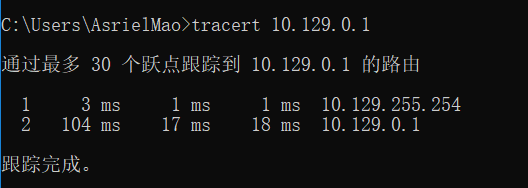 C:\Users\AsrielMao>tracert 10.129.0.1
通过最多 30 个跃点跟踪到 10.129.0.1 的路由
1 3 ms 1 ms 1 ms 10.129.255.254
2 104 ms 17 ms 18 ms 10.129.0.1
跟踪完成。